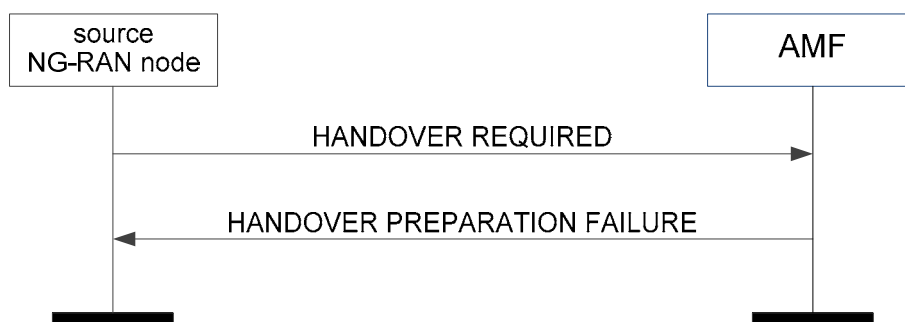 source
NG-RAN node
AMF
HANDOVER REQUIRED
HANDOVER PREPARATION FAILURE